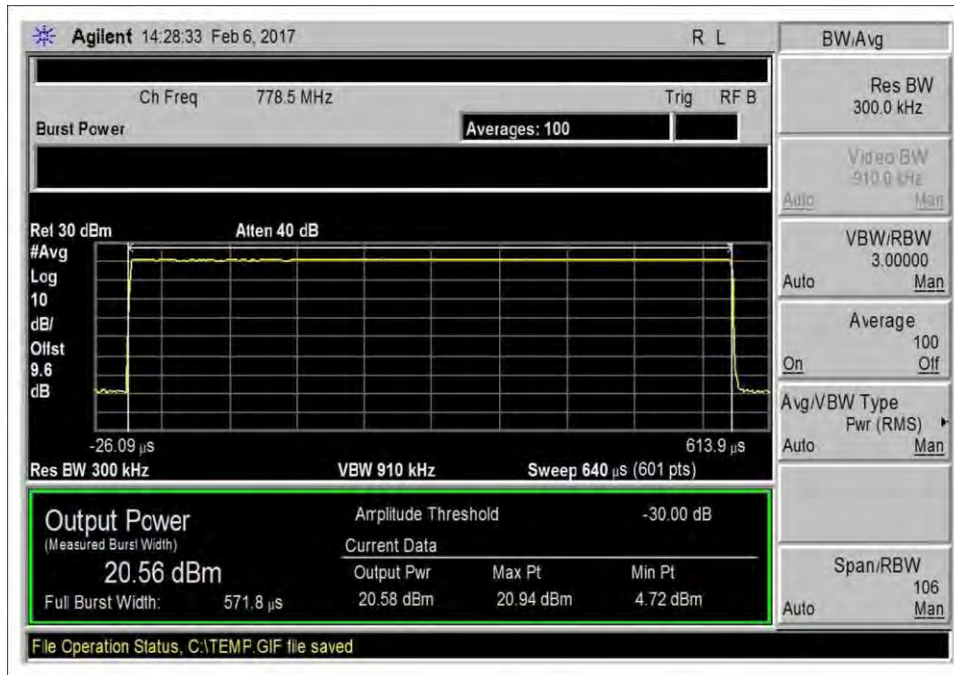 Agilent 14:28:33 Feb 6, 2017 R L
Ch Freq 778.5 MHz Trig RF B
Burst Power Averages: 100
Ref 30 dBm Atten 40 dB
#Avg
Log
10
dB/
Offst
9.6
dB
-26.09 µs 613.9 µs
Res BW 300 kHz VBW 910 kHz Sweep 640 µs (601 pts)
Output Power
(Measured Burst Width)
20.56 dBm
Full Burst Width: 571.8 µs
Amplitude Threshold -30.00 dB
Current Data
Output Pwr Max Pt Min Pt
20.58 dBm 20.94 dBm 4.72 dBm
File Operation Status, C:\TEMP.GIF file saved
BW/Avg
Res BW
300.0 kHz
Video BW
910.0 kHz
Auto Man
VBW/RBW
3.00000
Auto Man
Average
100
On Off
Avg/VBW Type
Pwr (RMS)
Auto Man
Span/RBW
106
Auto Man